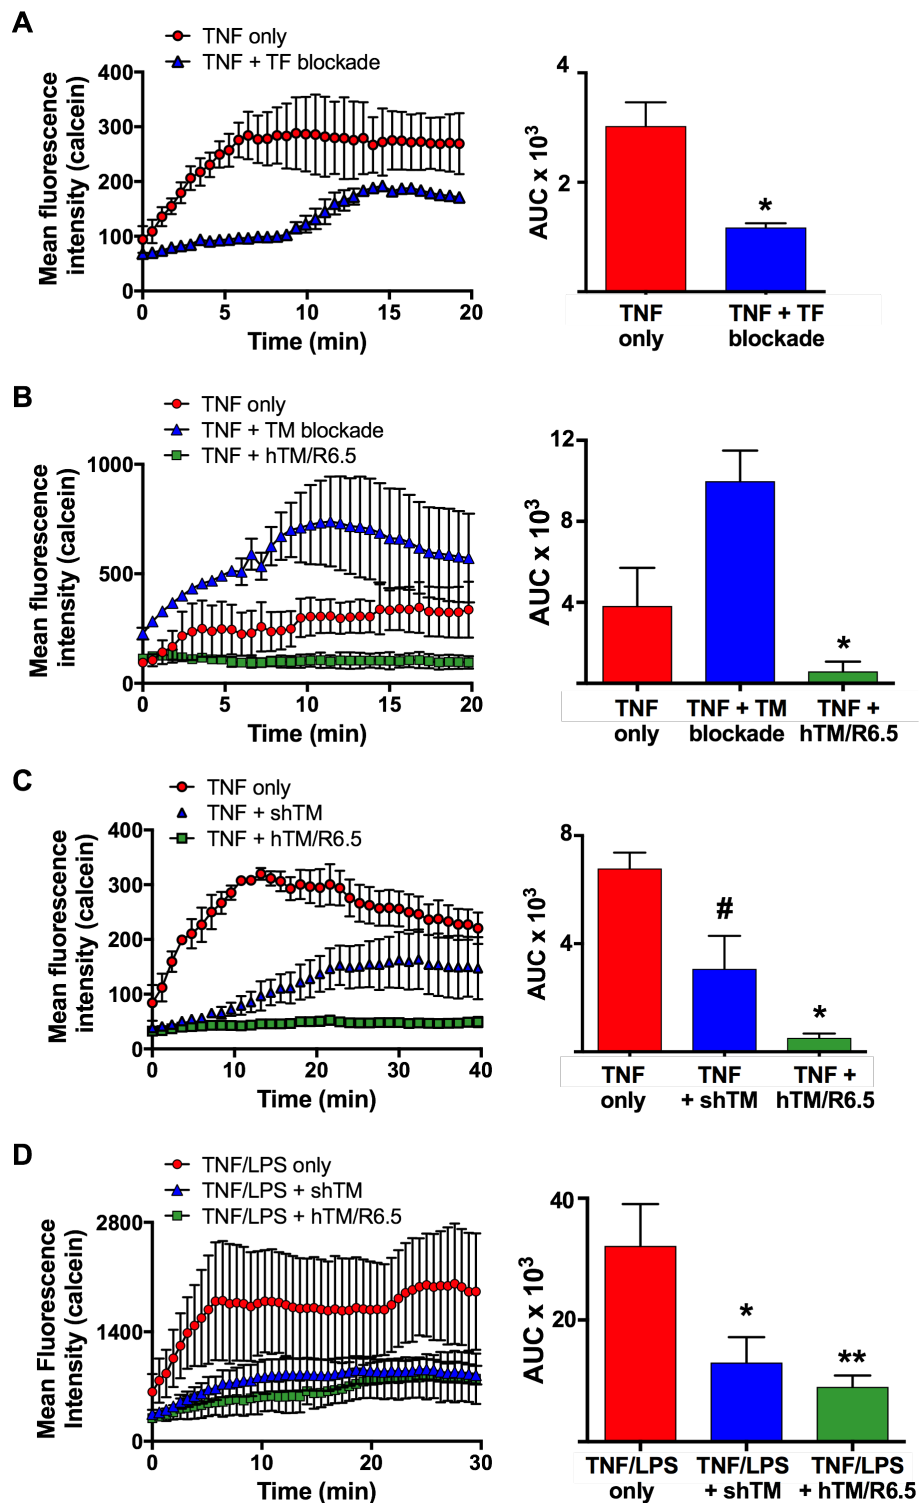 A
TNF only
TNF + TF blockade
Mean fluorescence
intensity (calcein)
400
300
200
100
0
0 5 10 15 20
Time (min)
AUC x 10³
4
2
*
TNF
only
TNF + TF
blockade
B
TNF only
TNF + TM blockade
TNF + hTM/R6.5
Mean fluorescence
intensity (calcein)
1000
500
0
0 5 10 15 20
Time (min)
AUC x 10³
12
8
4
*
TNF
only
TNF + TM
blockade
TNF +
hTM/R6.5
C
TNF only
TNF + shTM
TNF + hTM/R6.5
Mean fluorescence
intensity (calcein)
400
300
200
100
0
0 10 20 30 40
Time (min)
AUC x 10³
8
4
#
*
TNF
only
TNF
+ shTM
TNF +
hTM/R6.5
D
TNF/LPS only
TNF/LPS + shTM
TNF/LPS + hTM/R6.5
Mean Fluorescence
Intensity (calcein)
2800
1400
0
0 10 20 30
Time (min)
AUC x 10³
40
20
*
**
TNF/LPS
only
TNF/LPS
+ shTM
TNF/LPS
+ hTM/R6.5